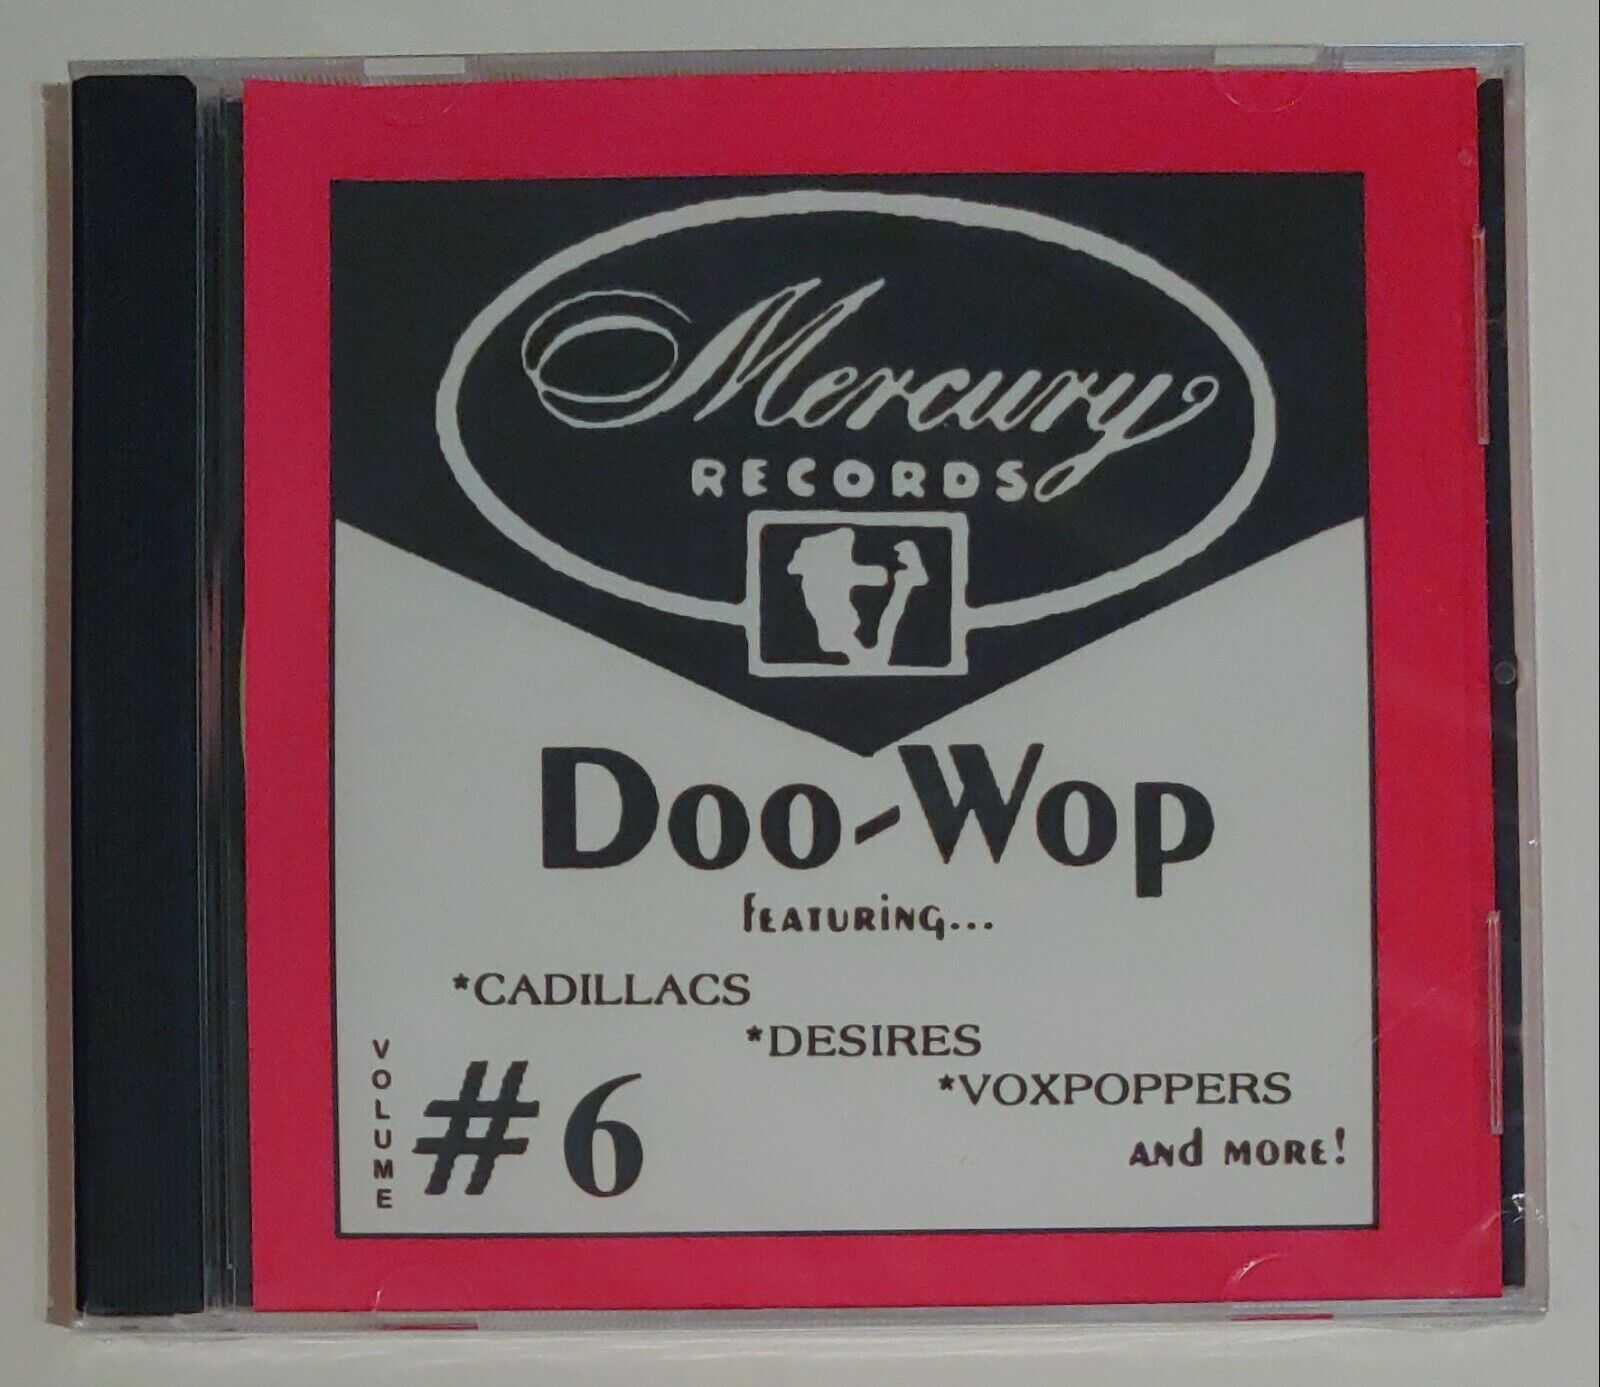 Mercury
RECORDS
Doo-Wop
fEATURiNG...
*CADILLACS
*DESIRES
*VOXPOPPERS
ANd MORE!
VOLUME
#6